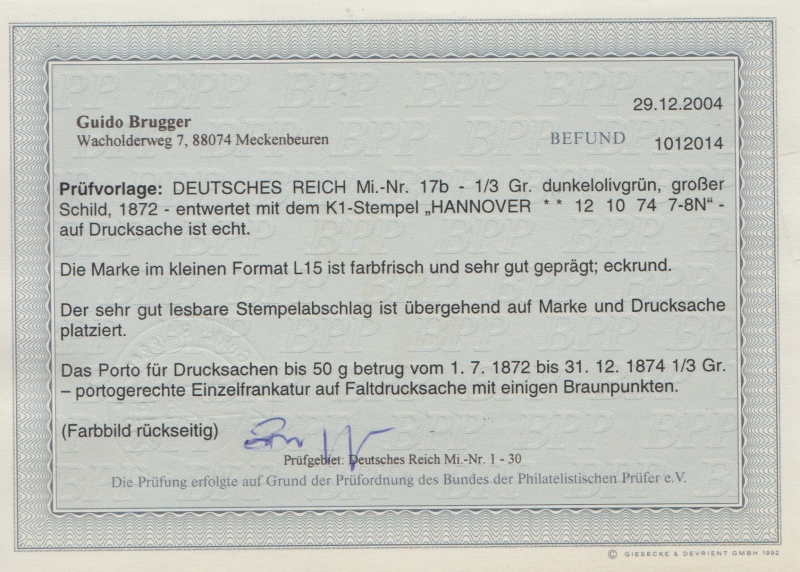 29.12.2004
Guido Brugger
Wacholderweg 7, 88074 Meckenbeuren
BEFUND 1012014
Prüfvorlage: DEUTSCHES REICH Mi.-Nr. 17b - 1/3 Gr. dunkelolivgrün, großer
Schild, 1872 - entwertet mit dem K1-Stempel „HANNOVER * * 12 10 74 7-8N“ -
auf Drucksache ist echt.
Die Marke im kleinen Format L15 ist farbfrisch und sehr gut geprägt; eckrund.
Der sehr gut lesbare Stempelabschlag ist übergehend auf Marke und Drucksache
platziert.
Das Porto für Drucksachen bis 50 g betrug vom 1. 7. 1872 bis 31. 12. 1874 1/3 Gr.
– portogerechte Einzelfrankatur auf Faltdrucksache mit einigen Braunpunkten.
(Farbbild rückseitig)
Prüfgebiet: Deutsches Reich Mi.-Nr. 1 - 30
Die Prüfung erfolgte auf Grund der Prüfordnung des Bundes der Philatelistischen Prüfer e.V.
© GIESECKE & DEVRIENT GMBH 1992